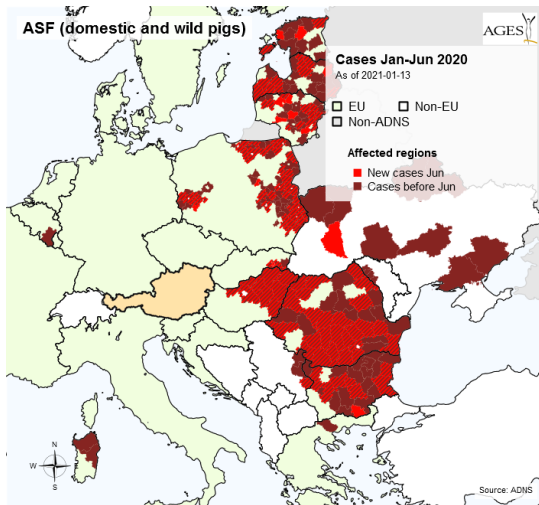 ASF (domestic and wild pigs)
AGES
Cases Jan-Jun 2020
As of 2021-01-13
EU
Non-EU
Non-ADNS
Affected regions
New cases Jun
Cases before Jun
N
W
E
S
Source: ADNS